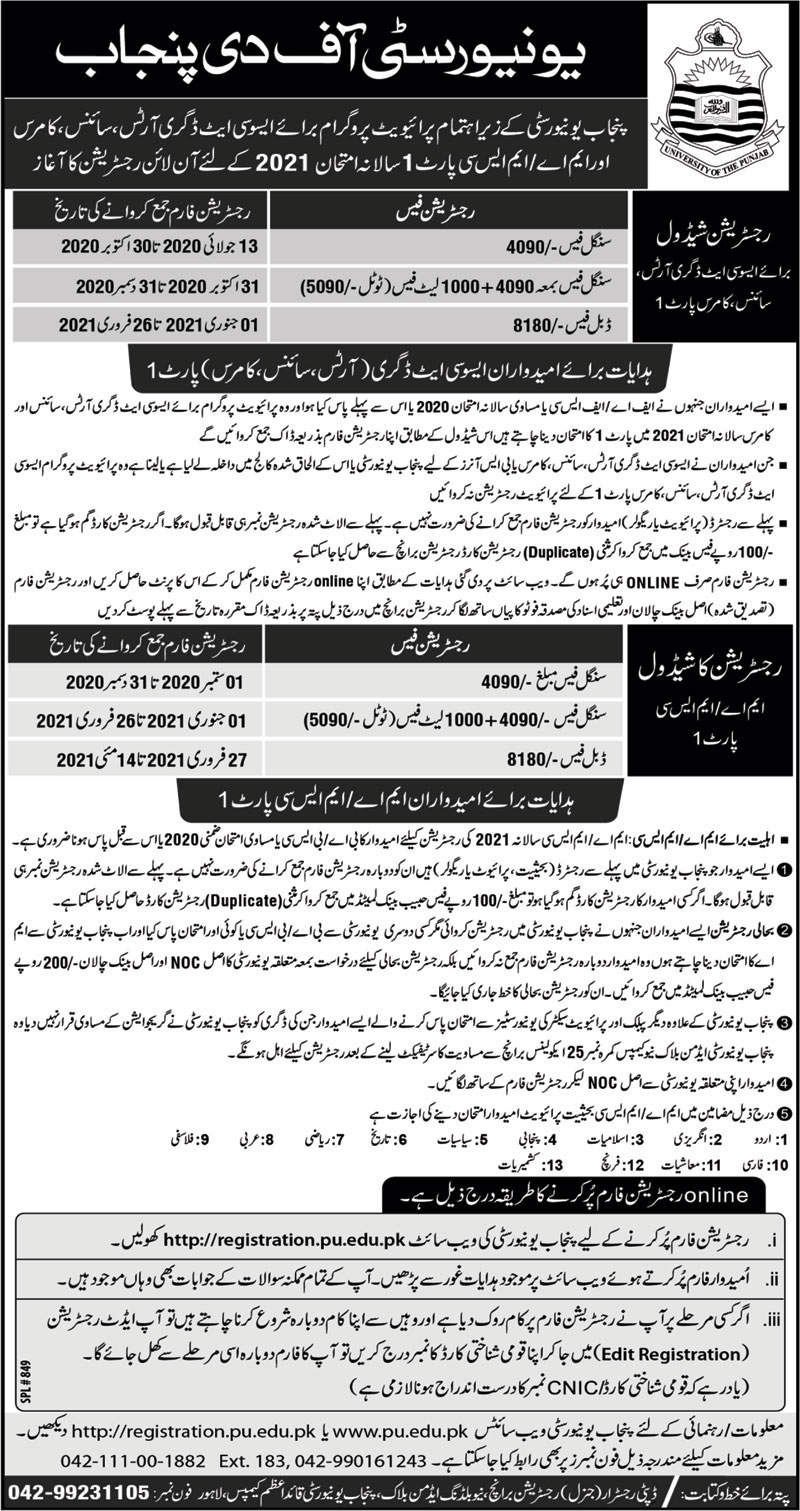 یونیورسٹی آف دی پنجاب
UNIVERSITY OF THE PUNJAB
پنجاب یونیورسٹی کے زیر اہتمام پرائیویٹ پروگرام برائے ایسوسی ایٹ ڈگری آرٹس، سائنس، کامرس
اور ایم اے/ایم ایس سی پارٹ 1 سالانہ امتحان 2021 کے لئے آن لائن رجسٹریشن کا آغاز
رجسٹریشن شیڈول
برائے ایسوسی ایٹ ڈگری آرٹس،
سائنس، کامرس پارٹ 1
رجسٹریشن فیس رجسٹریشن فارم جمع کروانے کی تاریخ
سنگل فیس -/4090 13 جولائی 2020 تا 30 اکتوبر 2020
سنگل فیس بمعہ 4090 + 1000 لیٹ فیس (ٹوٹل -/5090) 31 اکتوبر 2020 تا 31 دسمبر 2020
ڈبل فیس -/8180 01 جنوری 2021 تا 26 فروری 2021
ہدایات برائے امیدواران ایسوسی ایٹ ڈگری (آرٹس، سائنس، کامرس) پارٹ 1
■ ایسے امیدواران جنہوں نے ایف اے/ایف ایس سی یا مساوی سالانہ امتحان 2020 یا اس سے پہلے پاس کیا ہو اور وہ پرائیویٹ پروگرام برائے ایسوسی ایٹ ڈگری آرٹس، سائنس اور
کامرس سالانہ امتحان 2021 میں پارٹ 1 کا امتحان دینا چاہتے ہیں اس شیڈول کے مطابق اپنا رجسٹریشن فارم بذریعہ ڈاک جمع کروائیں گے
■ جن امیدواران نے ایسوسی ایٹ ڈگری آرٹس، سائنس، کامرس یا بی ایس آنرز کے لیے پنجاب یونیورسٹی یا اس کے الحاق شدہ کالج میں داخلہ لے لیا ہے یا لینا ہے وہ پرائیویٹ پروگرام ایسوسی
ایٹ ڈگری آرٹس، سائنس، کامرس پارٹ 1 کے لئے پرائیویٹ رجسٹریشن نہ کروائیں
■ پہلے سے رجسٹرڈ (پرائیویٹ یا ریگولر) امیدوار کو رجسٹریشن فارم جمع کرانے کی ضرورت نہیں ہے۔ پہلے سے الاٹ شدہ رجسٹریشن نمبر ہی قابل قبول ہوگا۔ اگر رجسٹریشن کارڈ گم ہو گیا ہے تو مبلغ
-/100 روپے فیس بینک میں جمع کروا کر مثنیٰ (Duplicate) رجسٹریشن کارڈ رجسٹریشن برانچ سے حاصل کیا جا سکتا ہے
■ رجسٹریشن فارم صرف ONLINE ہی پُر ہوں گے۔ ویب سائٹ پر دی گئی ہدایات کے مطابق اپنا online رجسٹریشن فارم مکمل کر کے اس کا پرنٹ حاصل کریں اور رجسٹریشن فارم
(تصدیق شدہ) اصل بینک چالان اور تعلیمی اسناد کی مصدقہ فوٹو کاپیاں ساتھ لگا کر رجسٹریشن برانچ میں درج ذیل پتہ پر بذریعہ ڈاک مقررہ تاریخ سے پہلے پوسٹ کر دیں
رجسٹریشن کا شیڈول
ایم اے/ایم ایس سی
پارٹ 1
رجسٹریشن فیس رجسٹریشن فارم جمع کروانے کی تاریخ
سنگل فیس مبلغ -/4090 01 ستمبر 2020 تا 31 دسمبر 2020
سنگل فیس -/4090 + 1000 لیٹ فیس (ٹوٹل -/5090) 01 جنوری 2021 تا 26 فروری 2021
ڈبل فیس -/8180 27 فروری 2021 تا 14 مئی 2021
ہدایات برائے امیدواران ایم اے/ایم ایس سی پارٹ 1
■ اہلیت برائے ایم اے/ایم ایس سی: ایم اے/ایم ایس سی سالانہ 2021 کی رجسٹریشن کیلئے امیدوار کا بی اے/بی ایس سی یا مساوی امتحان ضمنی 2020 یا اس سے قبل پاس ہونا ضروری ہے۔
1 ایسے امیدوار جو پنجاب یونیورسٹی میں پہلے سے رجسٹرڈ (بحیثیت، پرائیویٹ یا ریگولر) ہیں ان کو دوبارہ رجسٹریشن فارم جمع کرانے کی ضرورت نہیں ہے۔ پہلے سے الاٹ شدہ رجسٹریشن نمبر ہی
قابل قبول ہوگا۔ اگر کسی امیدوار کا رجسٹریشن کارڈ گم ہو گیا ہو تو مبلغ -/100 روپے فیس حبیب بینک لمیٹڈ میں جمع کروا کر مثنیٰ (Duplicate) رجسٹریشن کارڈ حاصل کیا جا سکتا ہے۔
2 بحالی رجسٹریشن ایسے امیدواران جنہوں نے پنجاب یونیورسٹی میں رجسٹریشن کروائی مگر کسی دوسری یونیورسٹی سے بی اے/بی ایس سی یا کوئی اور امتحان پاس کیا اور اب پنجاب یونیورسٹی سے ایم
اے کا امتحان دینا چاہتے ہوں وہ امیدوار دوبارہ رجسٹریشن فارم جمع نہ کروائیں بلکہ رجسٹریشن بحالی کیلئے درخواست بمعہ متعلقہ یونیورسٹی کا اصل NOC اور اصل بینک چالان -/200 روپے
فیس حبیب بینک لمیٹڈ میں جمع کروائیں۔ ان کو رجسٹریشن بحالی کا خط جاری کیا جائیگا۔
3 پنجاب یونیورسٹی کے علاوہ دیگر پبلک اور پرائیویٹ سیکٹر کی یونیورسٹیز سے امتحان پاس کرنے والے ایسے امیدوار جن کی ڈگری کو پنجاب یونیورسٹی نے گریجوایشن کے مساوی قرار نہیں دیا وہ
پنجاب یونیورسٹی ایڈمن بلاک نیو کیمپس کمرہ نمبر 25 ایکولینس برانچ سے مساویت کا سرٹیفکیٹ لینے کے بعد رجسٹریشن کیلئے اہل ہونگے۔
4 امیدوار اپنی متعلقہ یونیورسٹی سے اصل NOC لیکر رجسٹریشن فارم کے ساتھ لگائیں۔
5 درج ذیل مضامین میں ایم اے/ایم ایس سی بحیثیت پرائیویٹ امیدوار امتحان دینے کی اجازت ہے
1: اردو 2: انگریزی 3: اسلامیات 4: پنجابی 5: سیاسیات 6: تاریخ 7: ریاضی 8: عربی 9: فلاسفی
10: فارسی 11: معاشیات 12: فرنچ 13: کشمیریات
online رجسٹریشن فارم پُر کرنے کا طریقہ درج ذیل ہے۔
i. رجسٹریشن فارم پُر کرنے کے لیے پنجاب یونیورسٹی کی ویب سائٹ http://registration.pu.edu.pk کھولیں۔
ii. اُمیدوار فارم پُر کرتے ہوئے ویب سائٹ پر موجود ہدایات غور سے پڑھیں۔ آپ کے تمام ممکنہ سوالات کے جوابات بھی وہاں موجود ہیں۔
iii. اگر کسی مرحلے پر آپ نے رجسٹریشن فارم پر کام روک دیا ہے اور وہیں سے اپنا کام دوبارہ شروع کرنا چاہتے ہیں تو آپ ایڈٹ رجسٹریشن
(Edit Registration) میں جا کر اپنا قومی شناختی کارڈ کا نمبر درج کریں تو آپ کا فارم دوبارہ اسی مرحلے سے کھل جائے گا۔
(یاد رہے کہ قومی شناختی کارڈ/CNIC نمبر کا درست اندراج ہونا لازمی ہے)
SPL # 849
معلومات/رہنمائی کے لئے پنجاب یونیورسٹی ویب سائٹس www.pu.edu.pk یا http://registration.pu.edu.pk دیکھیں۔
مزید معلومات کیلئے مندرجہ ذیل فون نمبرز پر بھی رابطہ کیا جا سکتا ہے۔ 042-111-00-1882 Ext. 183, 042-990161243
پتہ برائے خط و کتابت: ڈپٹی رجسٹرار (جنرل) رجسٹریشن برانچ، نیو بلڈنگ ایڈمن بلاک، پنجاب یونیورسٹی قائداعظم کیمپس، لاہور فون نمبر: 042-99231105